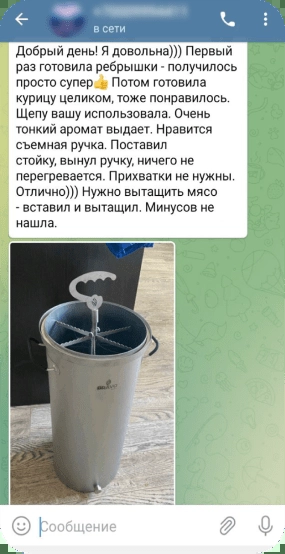 в сети
Добрый день! Я довольна))) Первый
раз готовила ребрышки - получилось
просто супер👍 Потом готовила
курицу целиком, тоже понравилось.
Щепу вашу использовала. Очень
тонкий аромат выдает. Нравится
съемная ручка. Поставил
стойку, вынул ручку, ничего не
перегревается. Прихватки не нужны.
Отлично))) Нужно вытащить мясо
- вставил и вытащил. Минусов не
нашла.
Сообщение